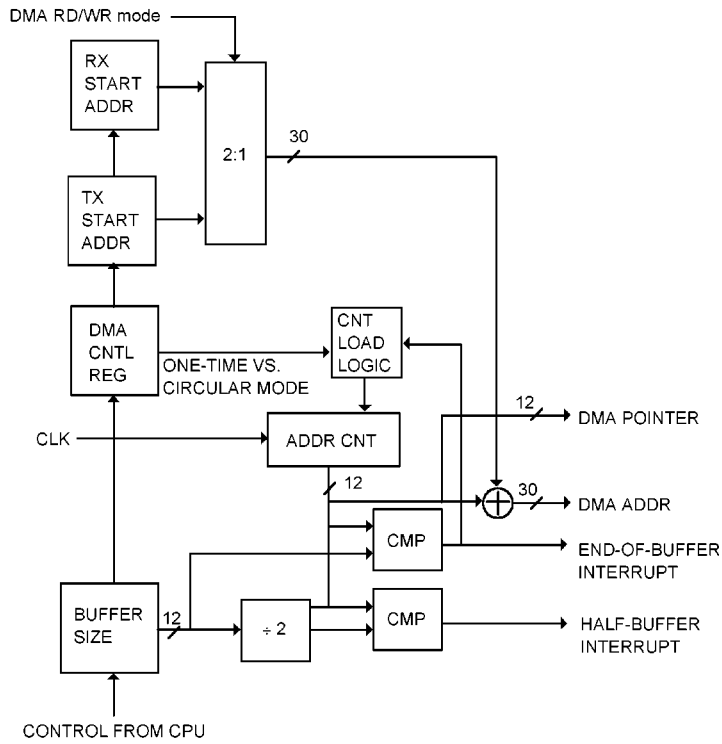 DMA RD/WR mode
RX
START
ADDR
2:1
30
TX
START
ADDR
DMA
CNTL
REG
ONE-TIME VS.
CIRCULAR MODE
CNT
LOAD
LOGIC
12
DMA POINTER
CLK
ADDR CNT
12
30
DMA ADDR
CMP
END-OF-BUFFER
INTERRUPT
BUFFER
SIZE
12
÷ 2
CMP
HALF-BUFFER
INTERRUPT
CONTROL FROM CPU